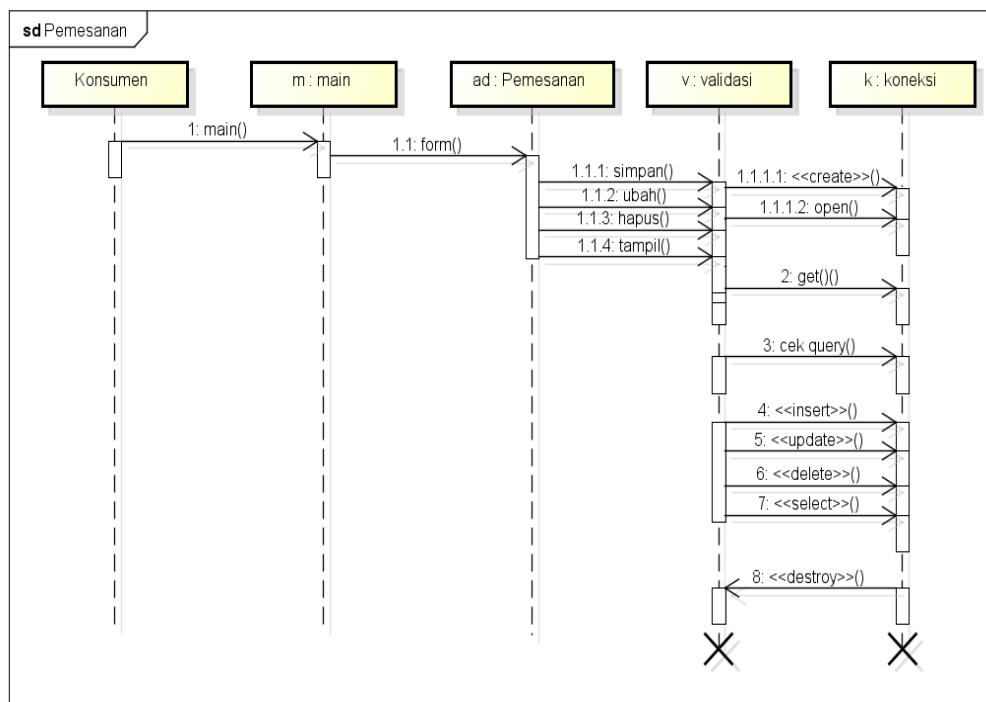 sd Pemesanan
Konsumen
m : main
ad : Pemesanan
v : validasi
k : koneksi
1: main()
1.1: form()
1.1.1: simpan()
1.1.1.1: <<create>>()
1.1.2: ubah()
1.1.1.2: open()
1.1.3: hapus()
1.1.4: tampil()
2: get()()
3: cek query()
4: <<insert>>()
5: <<update>>()
6: <<delete>>()
7: <<select>>()
8: <<destroy>>()